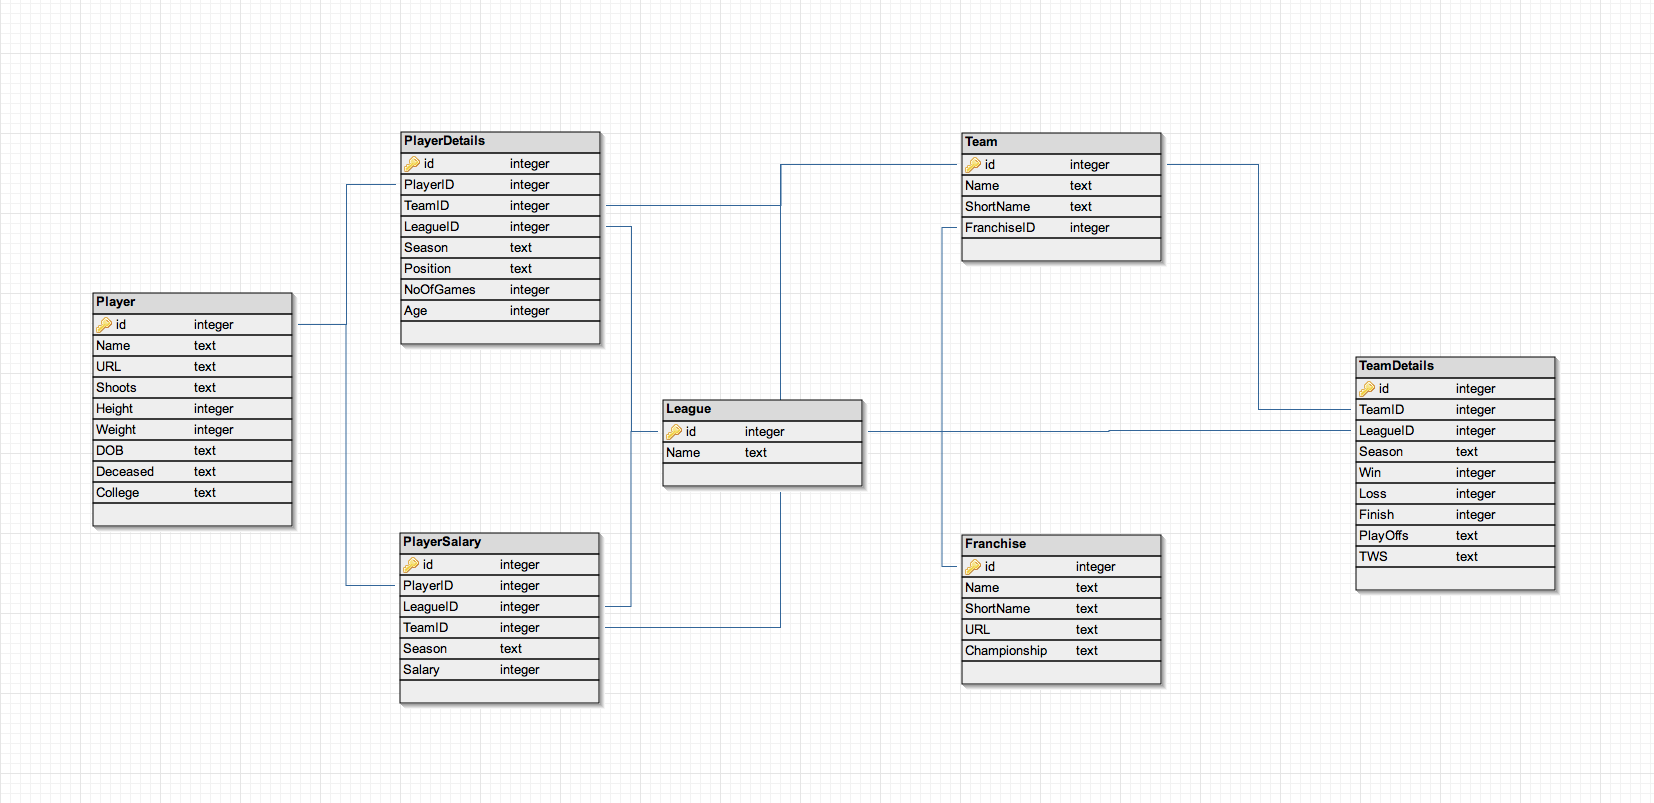 PlayerDetails
id integer
PlayerID integer
TeamID integer
LeagueID integer
Season text
Position text
NoOfGames integer
Age integer
Team
id integer
Name text
ShortName text
FranchiseID integer
Player
id integer
Name text
URL text
Shoots text
Height integer
Weight integer
DOB text
Deceased text
College text
League
id integer
Name text
TeamDetails
id integer
TeamID integer
LeagueID integer
Season text
Win integer
Loss integer
Finish integer
PlayOffs text
TWS text
PlayerSalary
id integer
PlayerID integer
LeagueID integer
TeamID integer
Season text
Salary integer
Franchise
id integer
Name text
ShortName text
URL text
Championship text